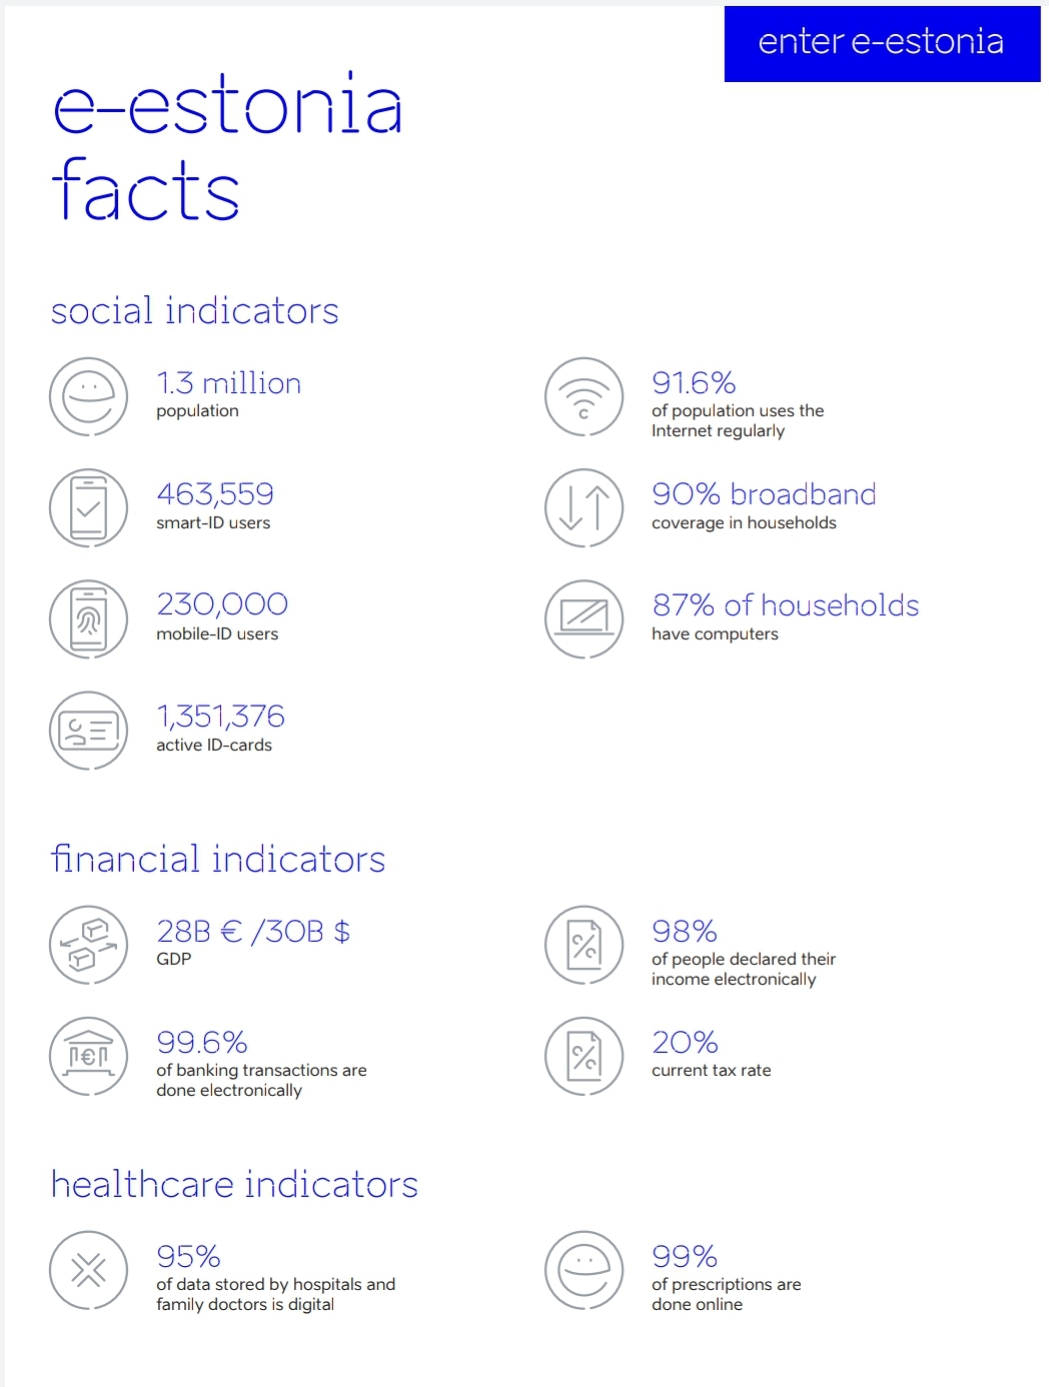 enter e-estonia
e-estonia
facts
social indicators
1.3 million
population
91.6%
of population uses the
Internet regularly
463,559
smart-ID users
90% broadband
coverage in households
230,000
mobile-ID users
87% of households
have computers
1,351,376
active ID-cards
financial indicators
28B € /30B $
GDP
98%
of people declared their
income electronically
99.6%
of banking transactions are
done electronically
20%
current tax rate
healthcare indicators
95%
of data stored by hospitals and
family doctors is digital
99%
of prescriptions are
done online